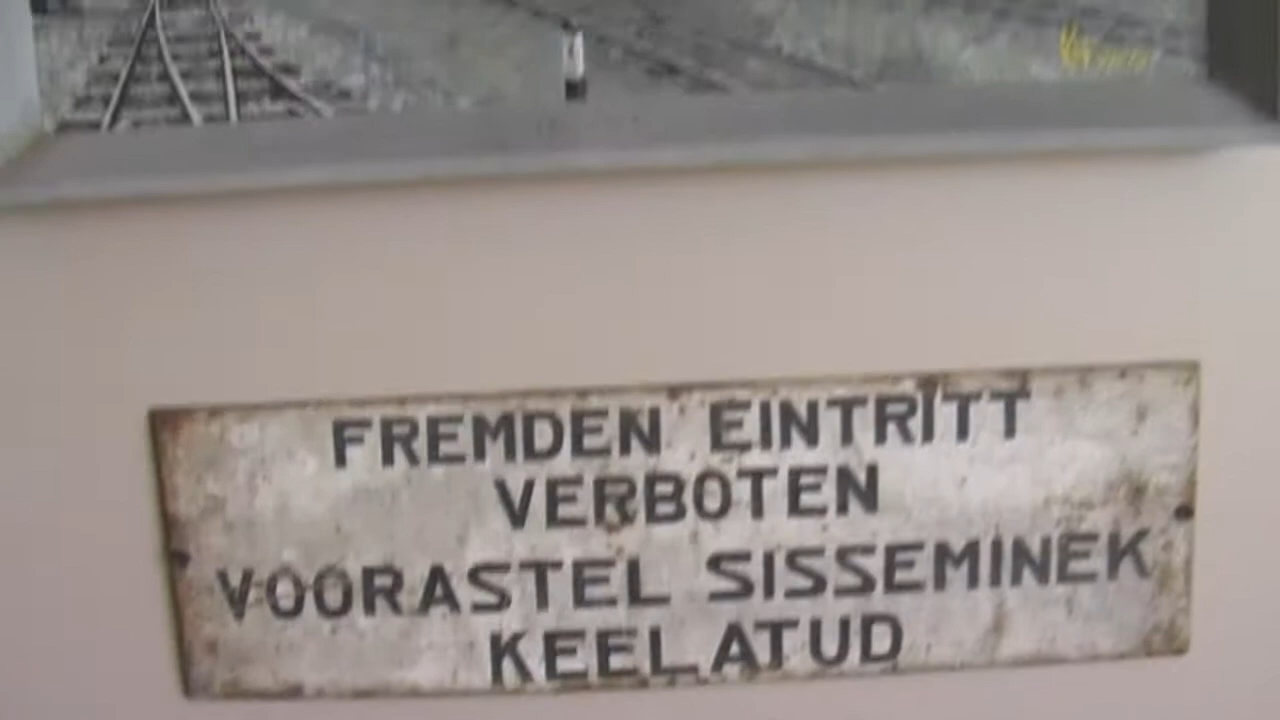 FREMDEN EINTRITT
VERBOTEN
VOORASTEL SISSEMINEK
KEELATUD